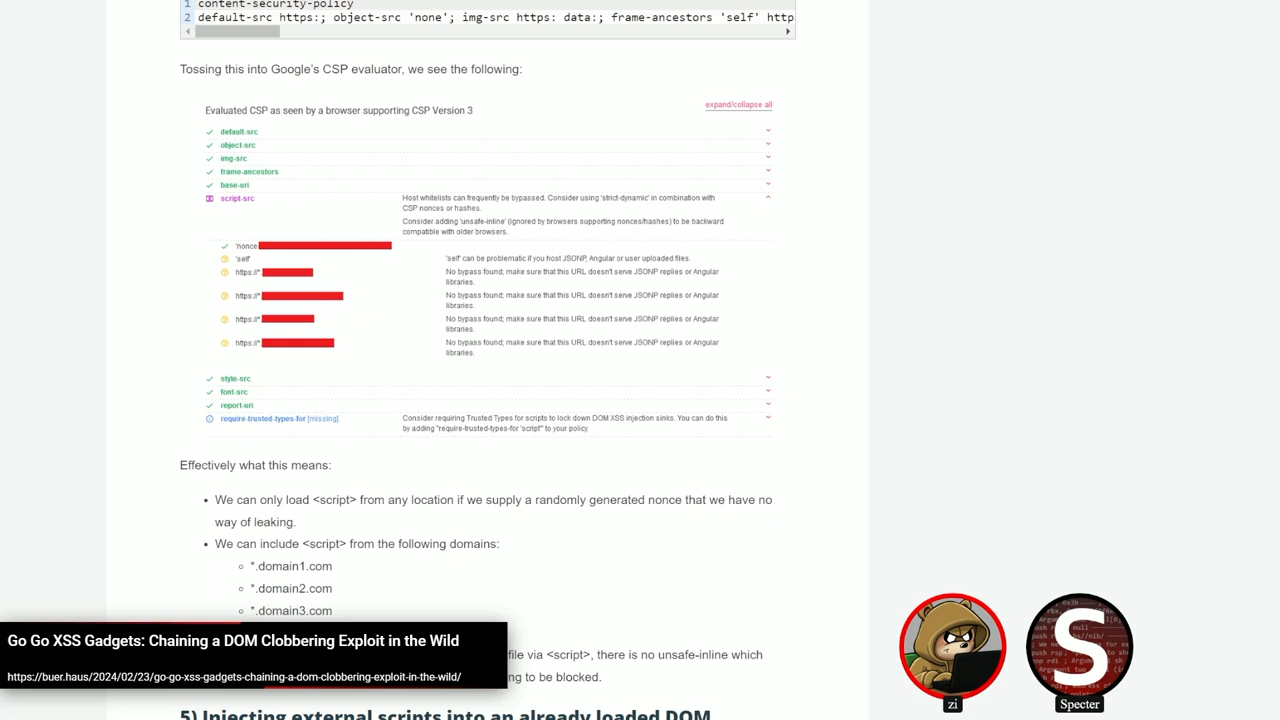 1 content-security-policy
2 default-src https:; object-src 'none'; img-src https: data:; frame-ancestors 'self' http
Tossing this into Google's CSP evaluator, we see the following:
Evaluated CSP as seen by a browser supporting CSP Version 3
expand/collapse all
default-src
object-src
img-src
frame-ancestors
base-uri
script-src
Host whitelists can frequently be bypassed. Consider using 'strict-dynamic' in combination with
CSP nonces or hashes.
Consider adding 'unsafe-inline' (ignored by browsers supporting nonces/hashes) to be backward
compatible with older browsers.
'nonce
'self'
'self' can be problematic if you host JSONP, Angular or user uploaded files.
https://*
No bypass found; make sure that this URL doesn't serve JSONP replies or Angular
libraries.
https://*
No bypass found; make sure that this URL doesn't serve JSONP replies or Angular
libraries.
https://*
No bypass found; make sure that this URL doesn't serve JSONP replies or Angular
libraries.
https://*
No bypass found; make sure that this URL doesn't serve JSONP replies or Angular
libraries.
style-src
font-src
report-uri
require-trusted-types-for [missing]
Consider requiring Trusted Types for scripts to lock down DOM XSS injection sinks. You can do this
by adding "require-trusted-types-for 'script'" to your policy.
Effectively what this means:
• We can only load <script> from any location if we supply a randomly generated nonce that we have no
way of leaking.
• We can include <script> from the following domains:
*.domain1.com
*.domain2.com
*.domain3.com
file via <script>, there is no unsafe-inline which
ng to be blocked.
5) Injecting external scripts into an already loaded DOM
Go Go XSS Gadgets: Chaining a DOM Clobbering Exploit in the Wild
https://buer.haus/2024/02/23/go-go-xss-gadgets-chaining-a-dom-clobbering-exploit-in-the-wild/
S
zi
Specter